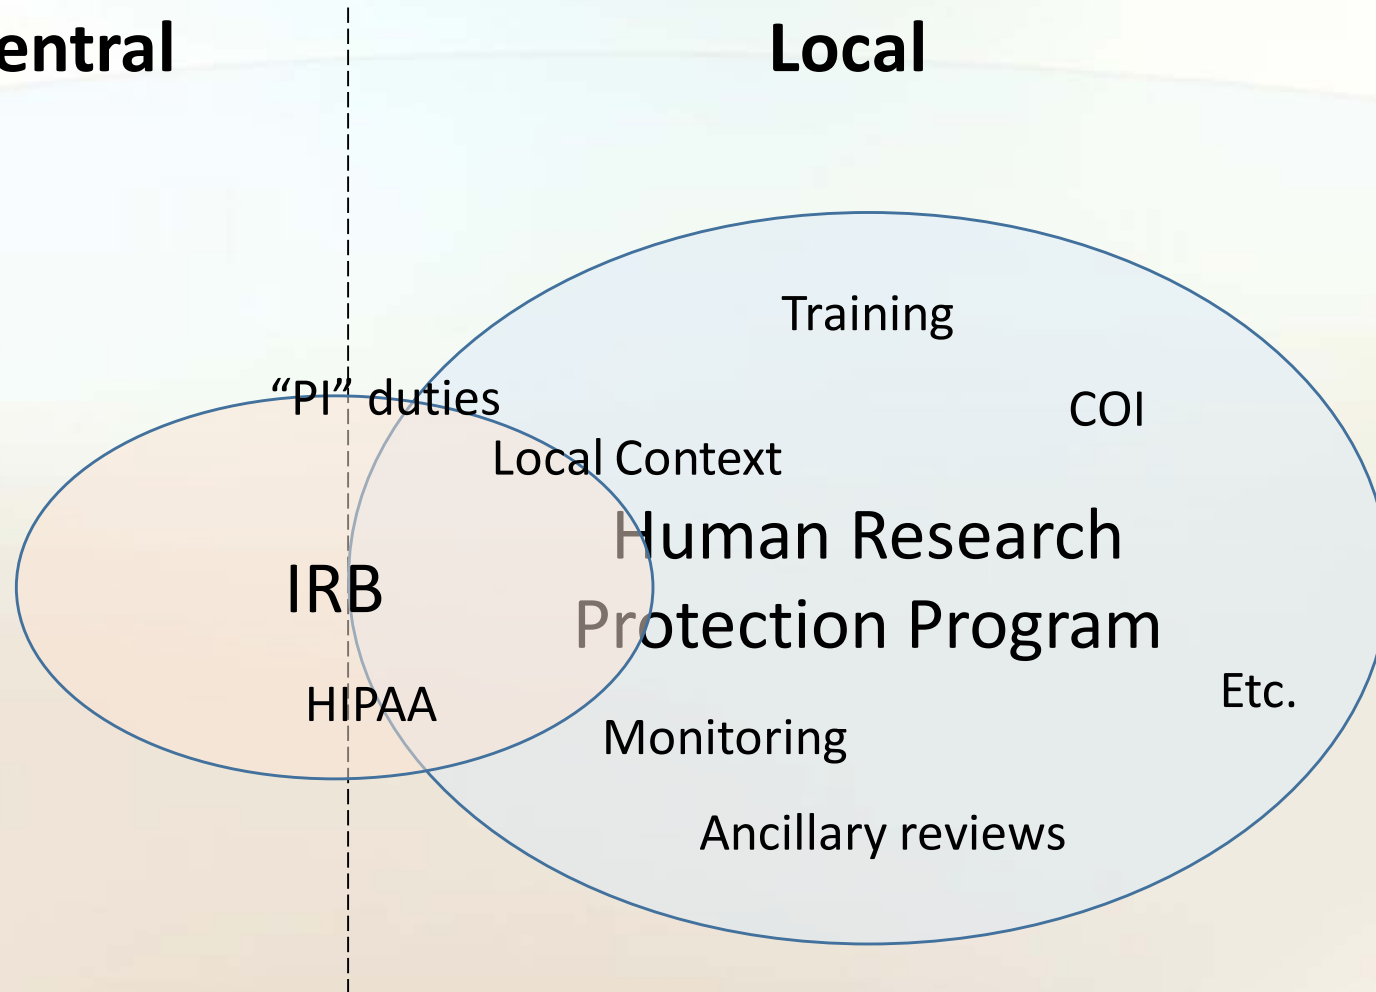 entral
Local
Training
COI
“PI” duties
Local Context
Human Research
Protection Program
IRB
HIPAA
Etc.
Monitoring
Ancillary reviews